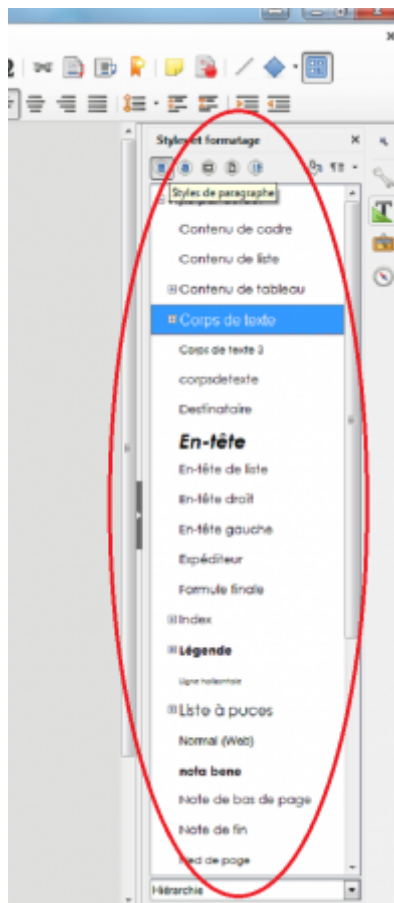 Styles et formatage
Styles de paragraphe
Contenu de cadre
Contenu de liste
Contenu de tableau
Corps de texte
Corps de texte 3
corpsdetexte
Destinataire
En-tête
En-tête de liste
En-tête droit
En-tête gauche
Expéditeur
Formule finale
Index
Légende
Ligne horizontale
Liste à puces
Normal (Web)
nota bene
Note de bas de page
Note de fin
Pied de page
Hiérarchie